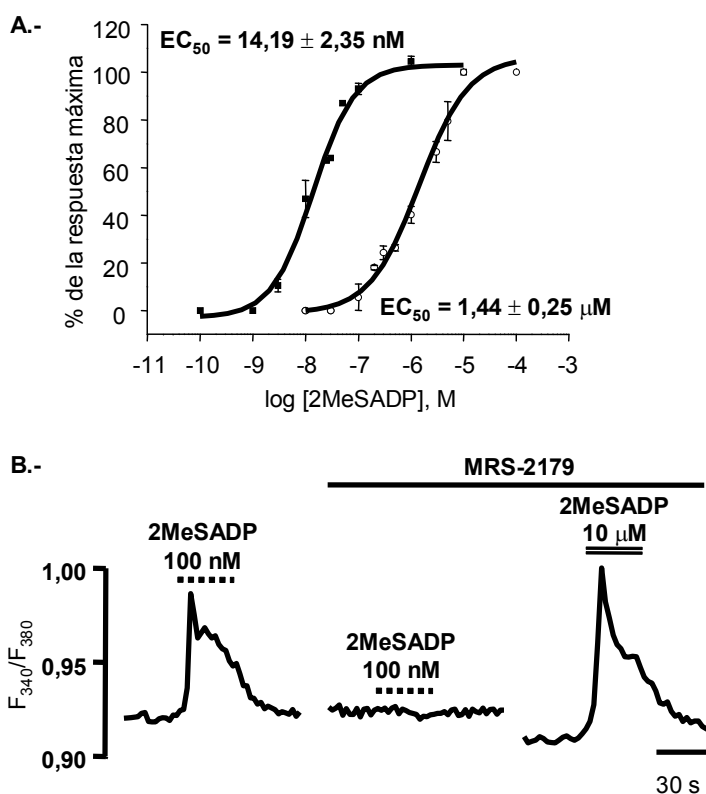 A.-
EC50 = 14,19 ± 2,35 nM
% de la respuesta máxima
120
100
80
60
40
20
0
EC50 = 1,44 ± 0,25 μM
-11 -10 -9 -8 -7 -6 -5 -4 -3
log [2MeSADP], M
B.-
MRS-2179
2MeSADP
100 nM
2MeSADP
100 nM
2MeSADP
10 μM
F340/F380
1,00
0,95
0,90
30 s